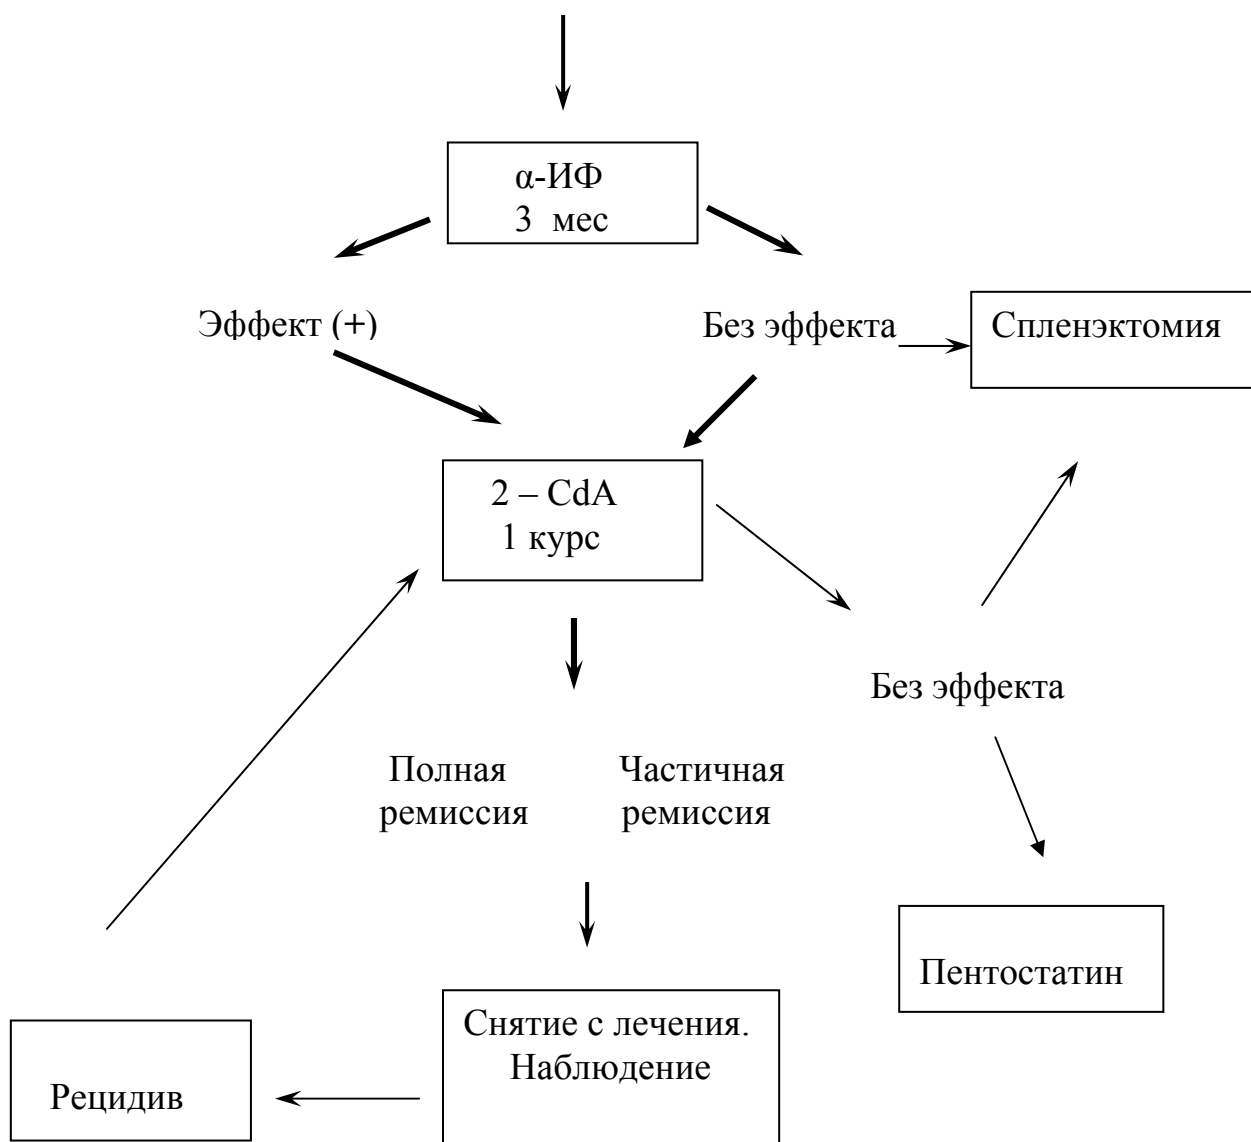 α-ИФ
3 мес
Эффект (+)
Без эффекта
Спленэктомия
2 – CdA
1 курс
Без эффекта
Полная
ремиссия
Частичная
ремиссия
Пентостатин
Снятие с лечения.
Наблюдение
Рецидив